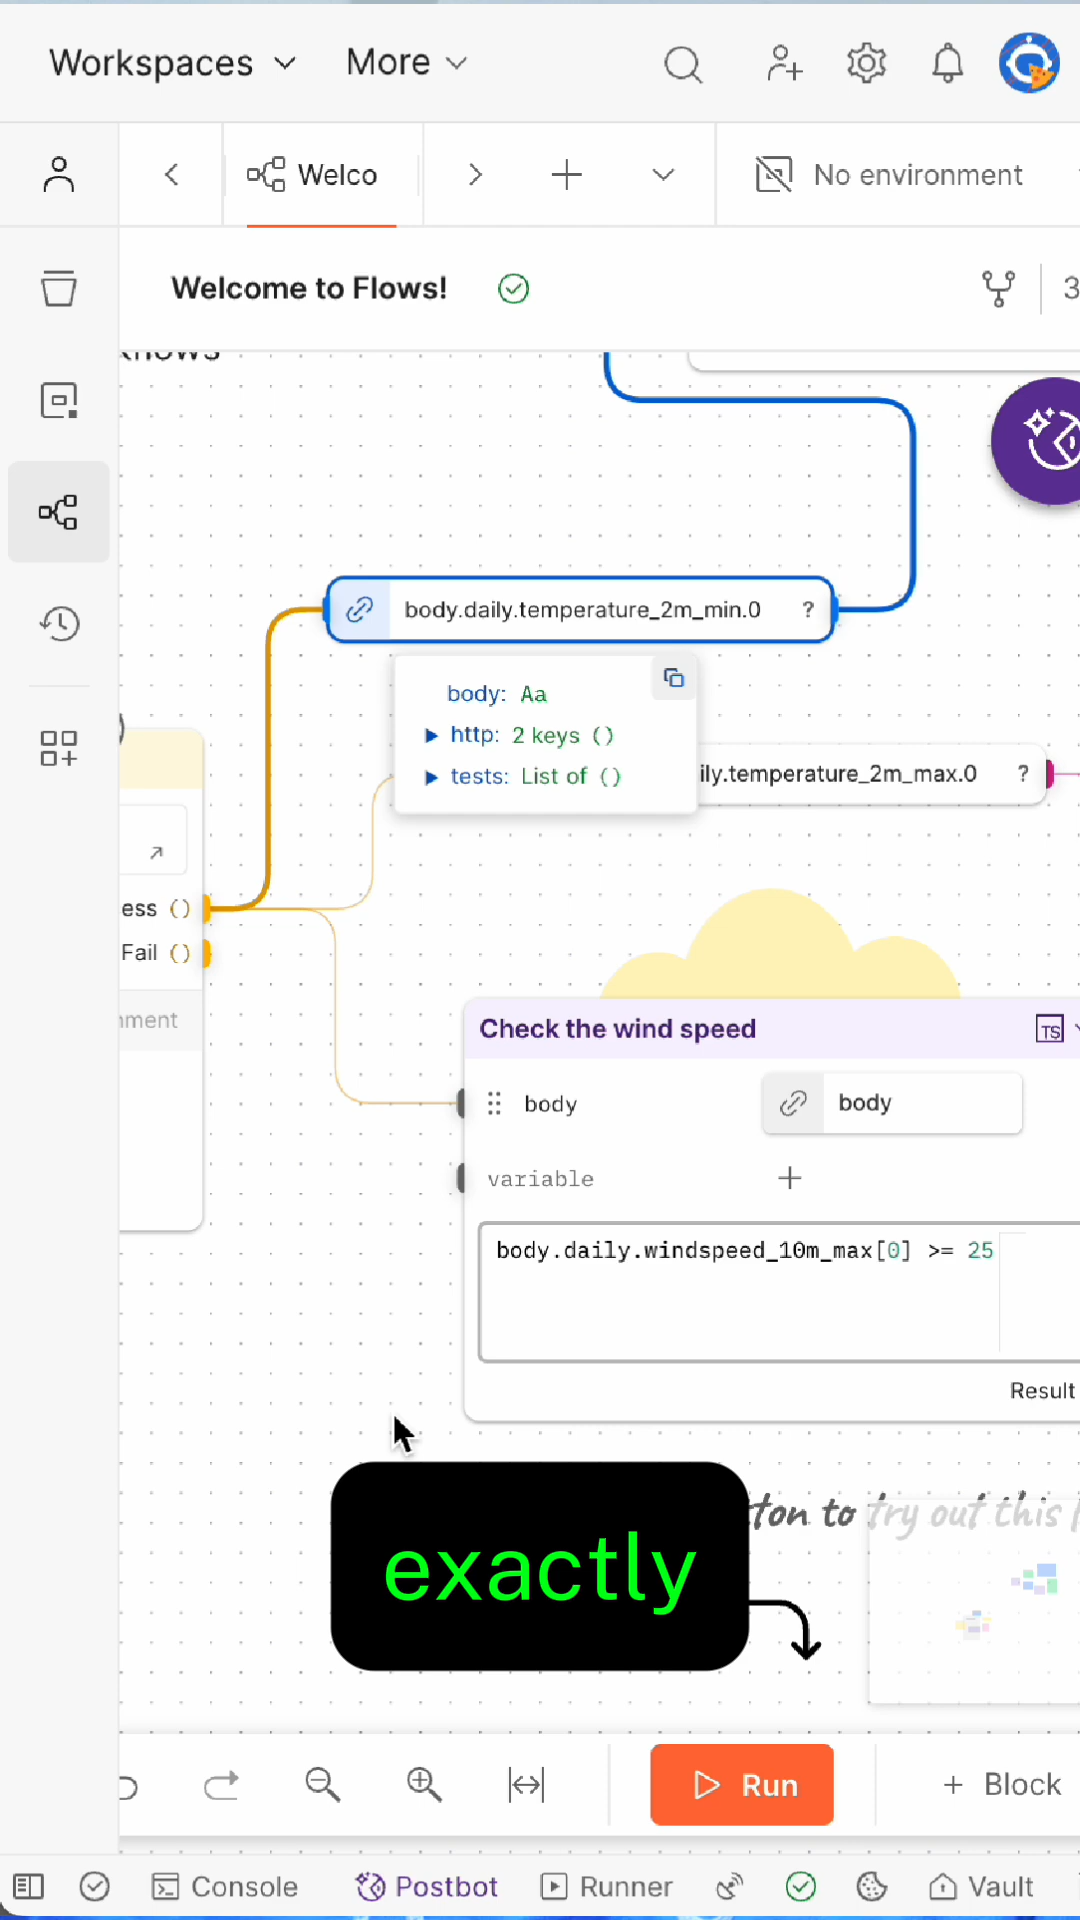 Workspaces More
Welco
No environment
Welcome to Flows!
3
body.daily.temperature_2m_min.0 ?
body: Aa
http: 2 keys ()
tests: List of ()
ily.temperature_2m_max.0 ?
ess ()
Fail ()
nment
Check the wind speed
TS
body
body
variable
body.daily.windspeed_10m_max[0] >= 25
Result
ton to try out this
exactly
Run
+ Block
Console
Postbot
Runner
Vault